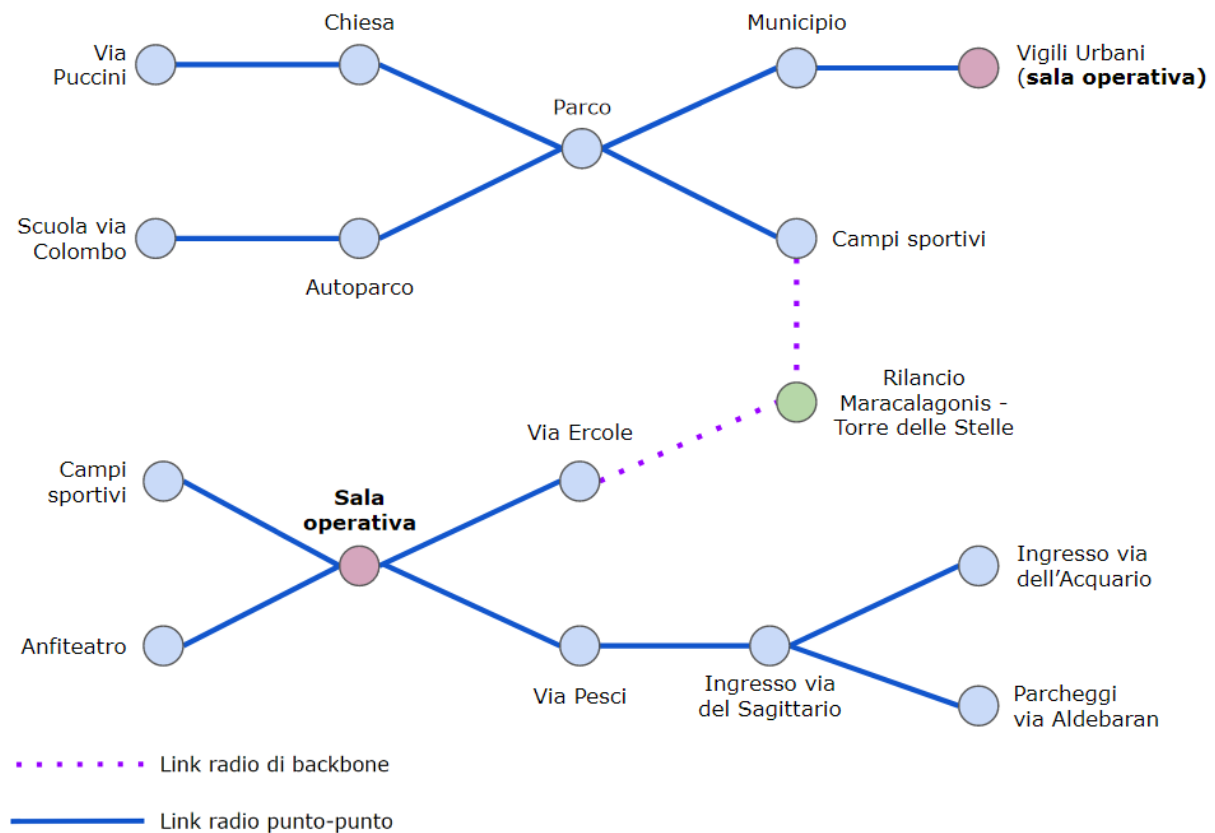 Via
Puccini
Chiesa
Municipio
Vigili Urbani
(sala operativa)
Parco
Scuola via
Colombo
Autoparco
Campi sportivi
Rilancio
Maracalagonis -
Torre delle Stelle
Via Ercole
Campi
sportivi
Sala
operativa
Ingresso via
dell'Acquario
Anfiteatro
Via Pesci
Ingresso via
del Sagittario
Parcheggi
via Aldebaran
Link radio di backbone
Link radio punto-punto